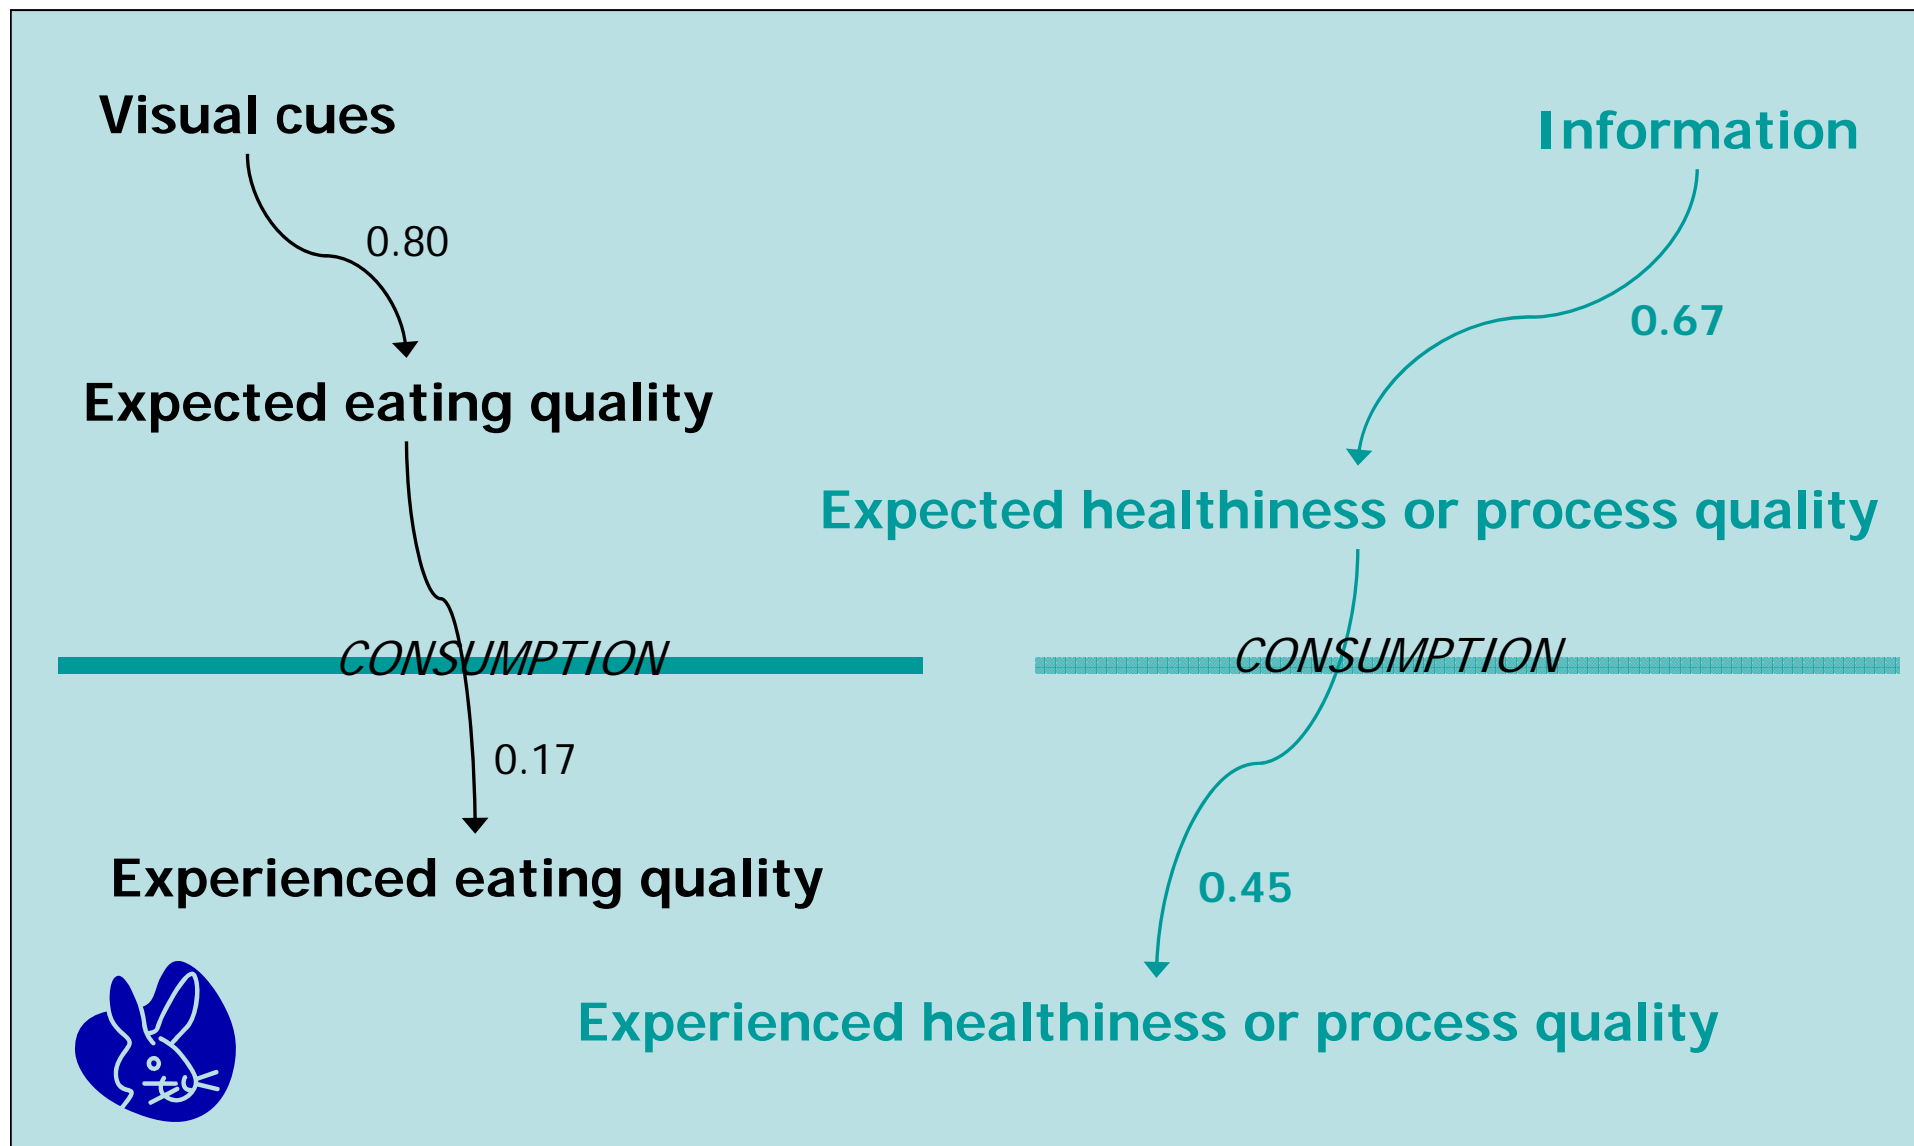 Visual cues
0.80
Expected eating quality
CONSUMPTION
0.17
Experienced eating quality
Information
0.67
Expected healthiness or process quality
CONSUMPTION
0.45
Experienced healthiness or process quality